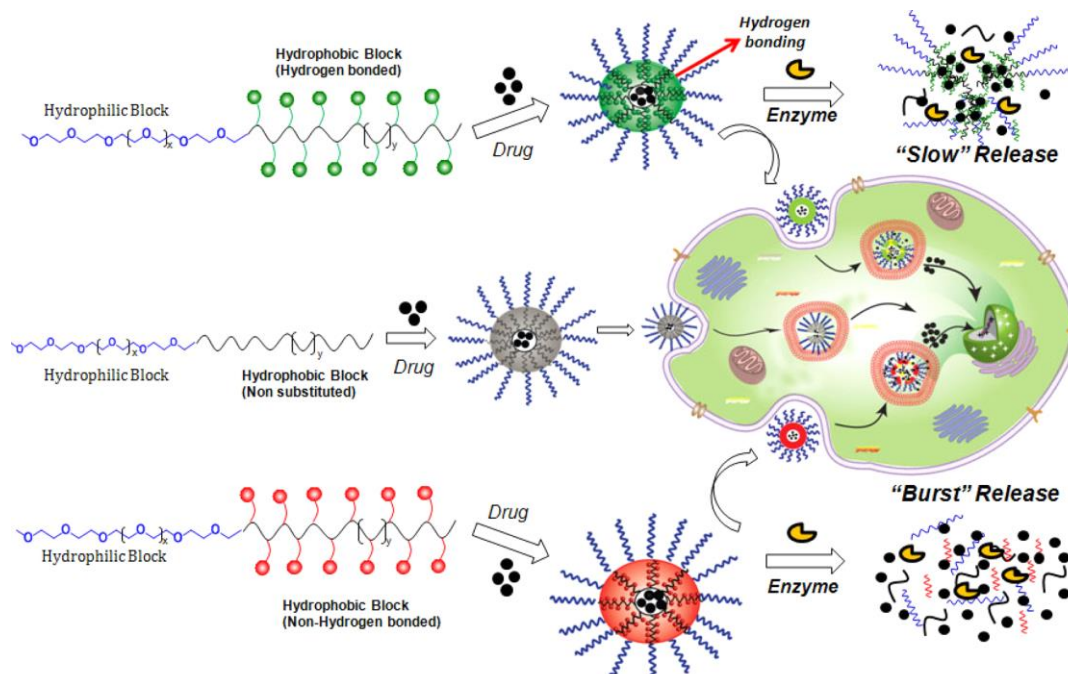 Hydrophobic Block
(Hydrogen bonded)
Hydrogen
bonding
Hydrophilic Block
O
O
O
O
x
O
O
y
Drug
Enzyme
“Slow” Release
O
O
O
x
O
O
y
Hydrophilic Block
Hydrophobic Block
(Non substituted)
Drug
“Burst” Release
O
O
O
O
x
O
O
y
Hydrophilic Block
Drug
Hydrophobic Block
(Non-Hydrogen bonded)
Enzyme